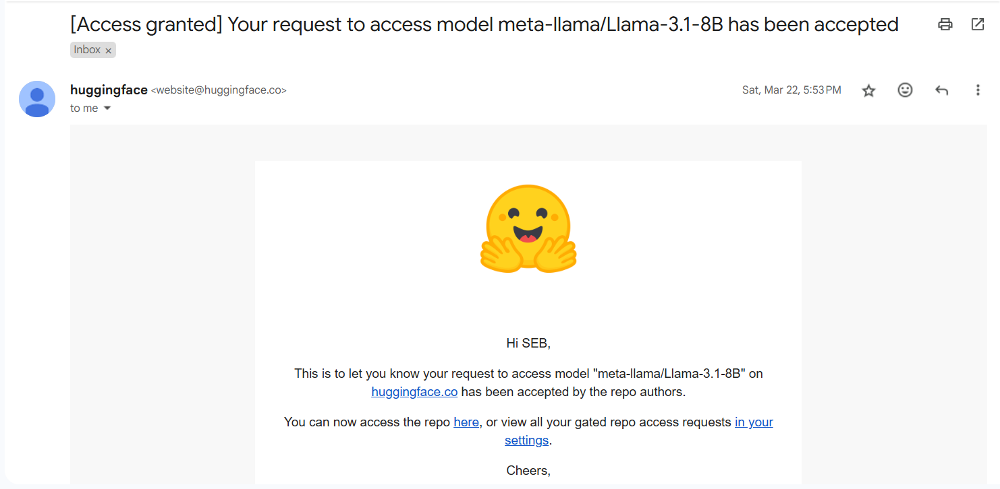 [Access granted] Your request to access model meta-llama/Llama-3.1-8B has been accepted
Inbox ×
huggingface <website@huggingface.co>
Sat, Mar 22, 5:53 PM
to me
Hi SEB,
This is to let you know your request to access model "meta-llama/Llama-3.1-8B" on
huggingface.co has been accepted by the repo authors.
You can now access the repo here, or view all your gated repo access requests in your
settings.
Cheers,